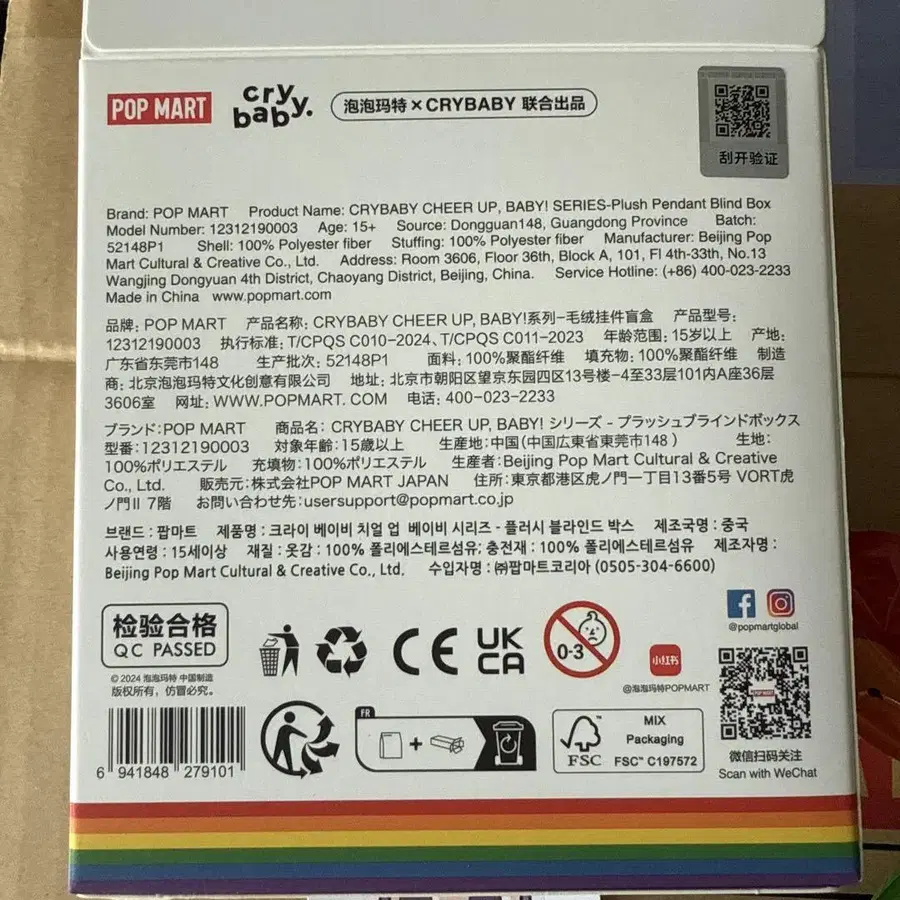 POP MART
cry
baby.
泡泡玛特×CRYBABY 联合出品
刮开验证
Brand: POP MART Product Name: CRYBABY CHEER UP, BABY! SERIES-Plush Pendant Blind Box
Model Number: 12312190003 Age: 15+ Source: Dongguan148, Guangdong Province Batch:
52148P1 Shell: 100% Polyester fiber Stuffing: 100% Polyester fiber Manufacturer: Beijing Pop
Mart Cultural & Creative Co., Ltd. Address: Room 3606, Floor 36th, Block A, 101, Fl 4th-33th, No.13
Wangjing Dongyuan 4th District, Chaoyang District, Beijing, China. Service Hotline: (+86) 400-023-2233
Made in China www.popmart.com
品牌: POP MART 产品名称: CRYBABY CHEER UP, BABY!系列-毛绒挂件盲盒 产品型号:
12312190003 执行标准: T/CPQS C010-2024、T/CPQS C011-2023 年龄范围: 15岁以上 产地:
广东省东莞市148 生产批次: 52148P1 面料: 100%聚酯纤维 填充物: 100%聚酯纤维 制造
商: 北京泡泡玛特文化创意有限公司 地址: 北京市朝阳区望京东园四区13号楼-4至33层101内A座36层
3606室 网址: WWW.POPMART. COM 电话: 400-023-2233
ブランド:POP MART 商品名: CRYBABY CHEER UP, BABY! シリーズ - プラッシュブラインドボックス
型番:12312190003 対象年齢:15歳以上 生産地:中国(中国広東省東莞市148 ) 生地:
100%ポリエステル 充填物:100%ポリエステル 生産者:Beijing Pop Mart Cultural & Creative
Co., Ltd. 販売元:株式会社POP MART JAPAN 住所:東京都港区虎ノ門一丁目13番5号 VORT虎
ノ門II 7階 お問い合わせ先:usersupport@popmart.co.jp
브랜드 : 팝마트 제품명 : 크라이 베이비 치얼 업 베이비 시리즈 - 플러시 블라인드 박스 제조국명 : 중국
사용연령 : 15세이상 재질 : 옷감 : 100% 폴리에스테르섬유; 충전재 : 100% 폴리에스테르섬유 제조자명 :
Beijing Pop Mart Cultural & Creative Co., Ltd. 수입자명 : ㈜팝마트코리아 (0505-304-6600)
检验合格
QC PASSED
CE
UK
CA
0-3
@popmartglobal
小红书
@泡泡玛特POPMART
© 2024 泡泡玛特 中国制造
版权所有，仿冒必究。
6 941848 279101
FR
+
FSC
MIX
Packaging
FSC™ C197572
POP MART
微信扫码关注
Scan with WeChat